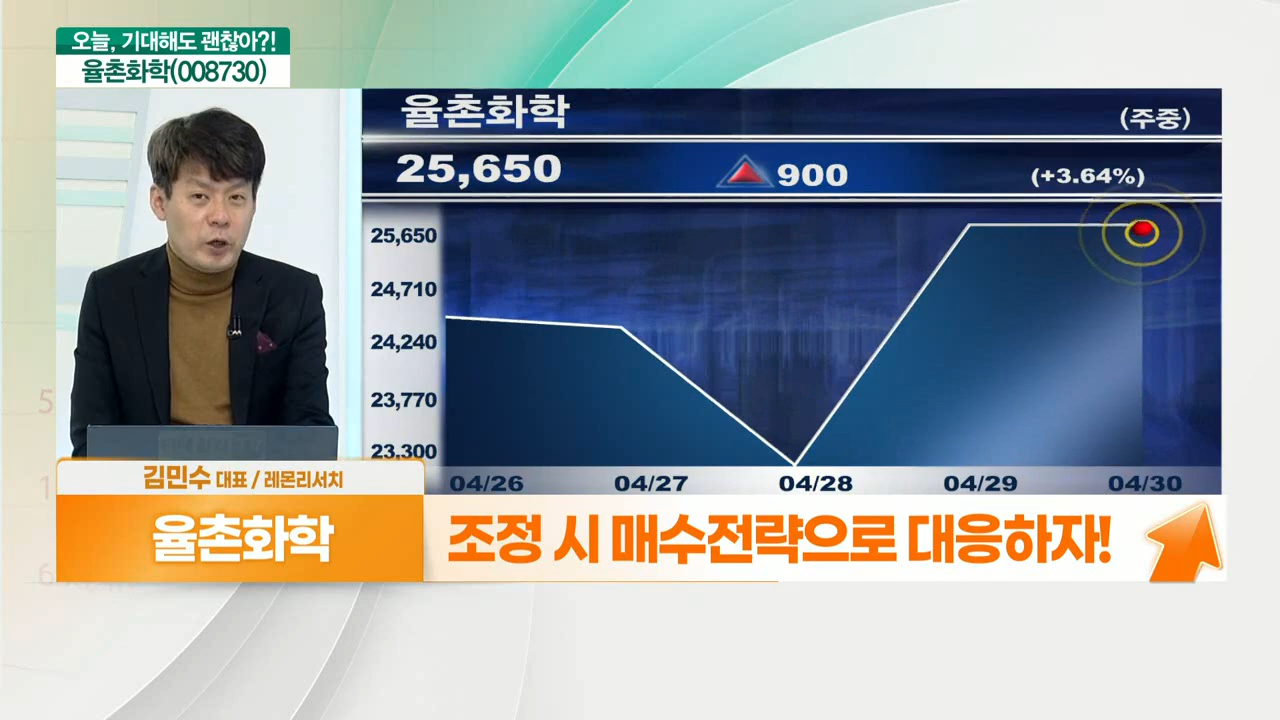 오늘, 기대해도 괜찮아?!
율촌화학(008730)
율촌화학
(주중)
25,650
900
(+3.64%)
25,650
24,710
24,240
23,770
23,300
04/26
04/27
04/28
04/29
04/30
김민수 대표 / 레몬리서치
율촌화학
조정 시 매수전략으로 대응하자!